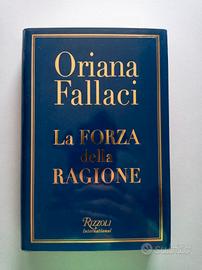 Oriana
Fallaci
La FORZA
della
RAGIONE
RIZZOLI
International